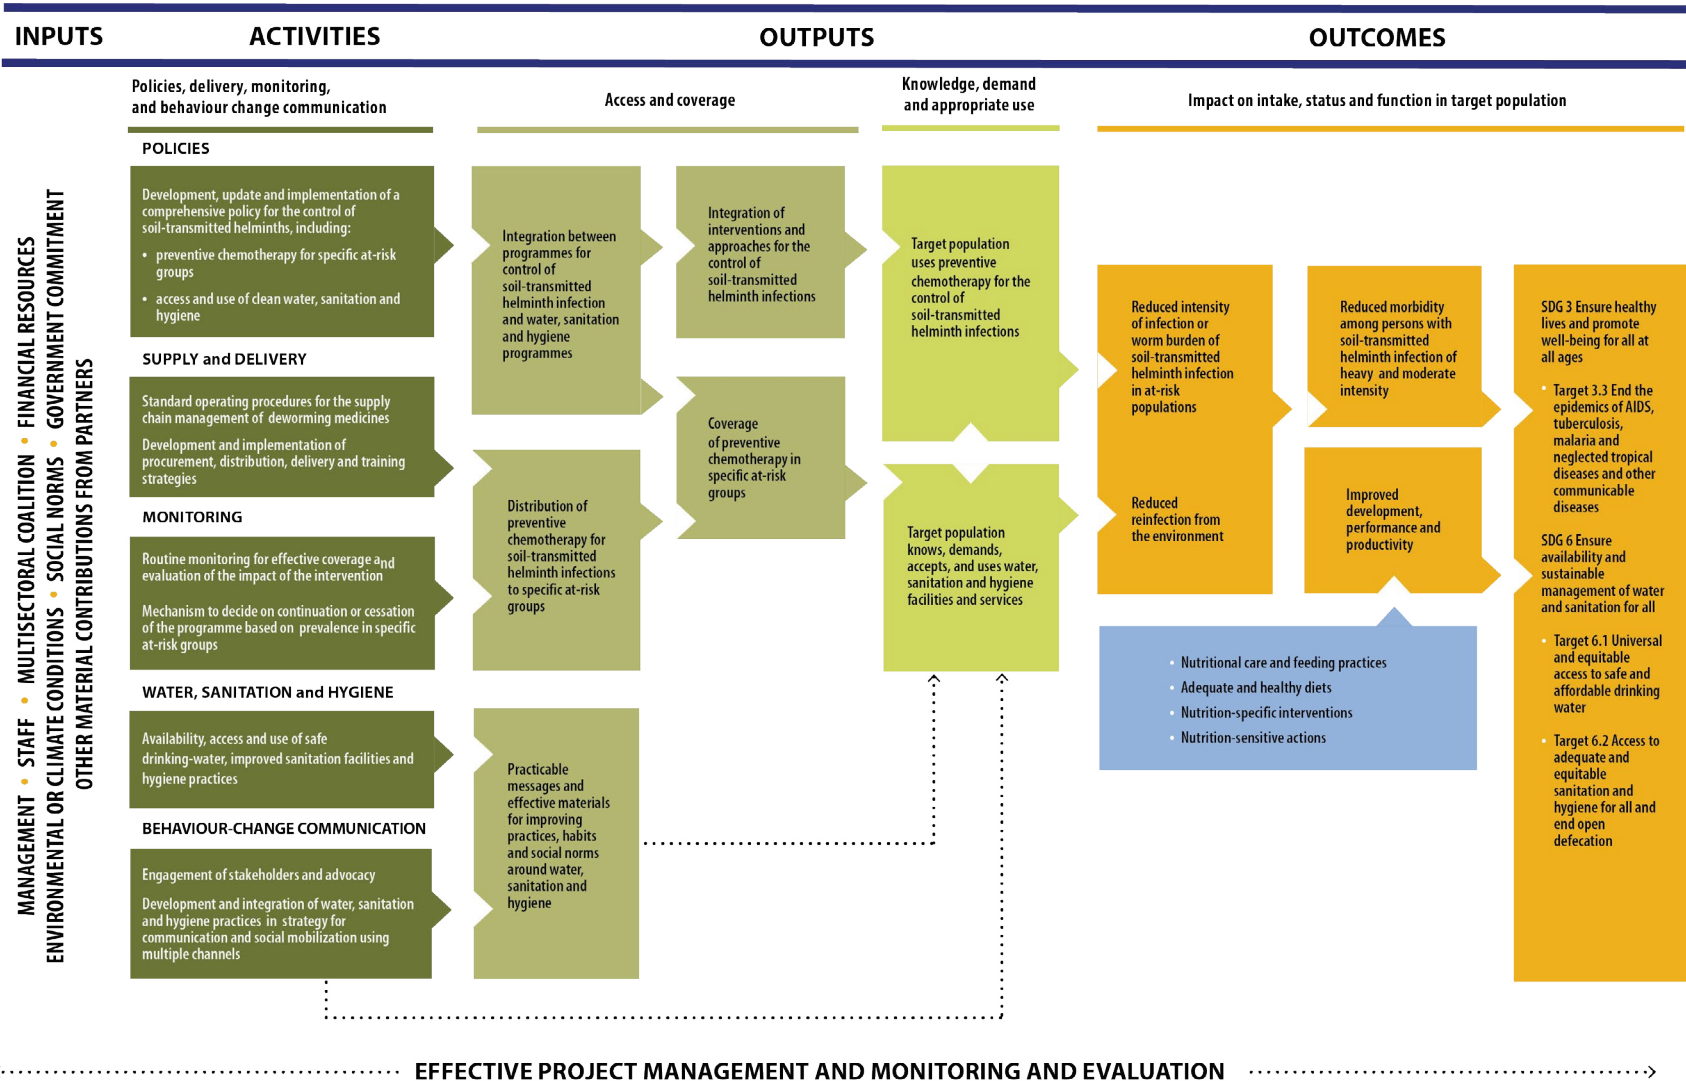 INPUTS
ACTIVITIES
OUTPUTS
OUTCOMES
Policies, delivery, monitoring,
and behaviour change communication
Access and coverage
Knowledge, demand
and appropriate use
Impact on intake, status and function in target population
MANAGEMENT • STAFF • MULTISECTORAL COALITION • FINANCIAL RESOURCES
ENVIRONMENTAL OR CLIMATE CONDITIONS • SOCIAL NORMS • GOVERNMENT COMMITMENT
OTHER MATERIAL CONTRIBUTIONS FROM PARTNERS
POLICIES
Development, update and implementation of a
comprehensive policy for the control of
soil-transmitted helminths, including:
• preventive chemotherapy for specific at-risk
groups
• access and use of clean water, sanitation and
hygiene
SUPPLY and DELIVERY
Standard operating procedures for the supply
chain management of deworming medicines
Development and implementation of
procurement, distribution, delivery and training
strategies
MONITORING
Routine monitoring for effective coverage and
evaluation of the impact of the intervention
Mechanism to decide on continuation or cessation
of the programme based on prevalence in specific
at-risk groups
WATER, SANITATION and HYGIENE
Availability, access and use of safe
drinking-water, improved sanitation facilities and
hygiene practices
BEHAVIOUR-CHANGE COMMUNICATION
Engagement of stakeholders and advocacy
Development and integration of water, sanitation
and hygiene practices in strategy for
communication and social mobilization using
multiple channels
Integration between
programmes for
control of
soil-transmitted
helminth infection
and water, sanitation
and hygiene
programmes
Distribution of
preventive
chemotherapy for
soil-transmitted
helminth infections
to specific at-risk
groups
Practicable
messages and
effective materials
for improving
practices, habits
and social norms
around water,
sanitation and
hygiene
Integration of
interventions and
approaches for the
control of
soil-transmitted
helminth infections
Coverage
of preventive
chemotherapy in
specific at-risk
groups
Target population
uses preventive
chemotherapy for the
control of
soil-transmitted
helminth infections
Target population
knows, demands,
accepts, and uses water,
sanitation and hygiene
facilities and services
Reduced intensity
of infection or
worm burden of
soil-transmitted
helminth infection
in at-risk
populations
Reduced
reinfection from
the environment
Reduced morbidity
among persons with
soil-transmitted
helminth infection of
heavy and moderate
intensity
Improved
development,
performance and
productivity
• Nutritional care and feeding practices
• Adequate and healthy diets
• Nutrition-specific interventions
• Nutrition-sensitive actions
SDG 3 Ensure healthy
lives and promote
well-being for all at
all ages
• Target 3.3 End the
epidemics of AIDS,
tuberculosis,
malaria and
neglected tropical
diseases and other
communicable
diseases
SDG 6 Ensure
availability and
sustainable
management of water
and sanitation for all
• Target 6.1 Universal
and equitable
access to safe and
affordable drinking
water
• Target 6.2 Access to
adequate and
equitable
sanitation and
hygiene for all and
end open
defecation
EFFECTIVE PROJECT MANAGEMENT AND MONITORING AND EVALUATION